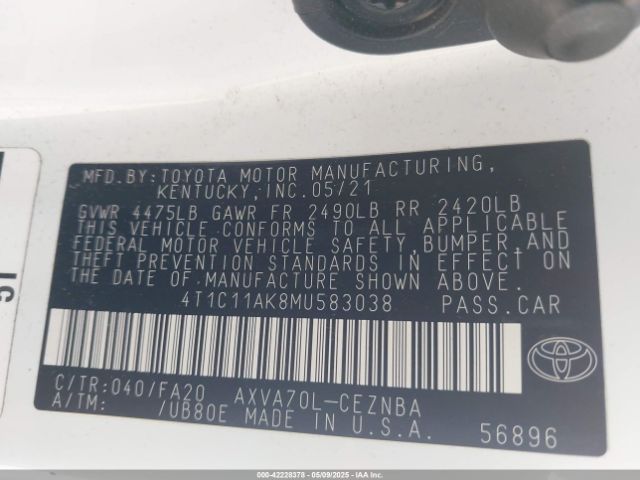 MFD.BY:TOYOTA MOTOR MANUFACTURING,
KENTUCKY, INC.05/21
GVWR 4475LB GAWR FR 2490LB RR 2420LB
THIS VEHICLE CONFORMS TO ALL APPLICABLE
FEDERAL MOTOR VEHICLE SAFETY, BUMPER, AND
THEFT PREVENTION STANDARDS IN EFFECT ON
THE DATE OF MANUFACTURE SHOWN ABOVE.
4T1C11AK8MU583038 PASS.CAR
C/TR:040/FA20 AXVA70L-CEZNBA
A/TM: /UB80E MADE IN U.S.A. 56896
TOYOTA
000-42228378 - 05/09/2025 - IAAI.COM